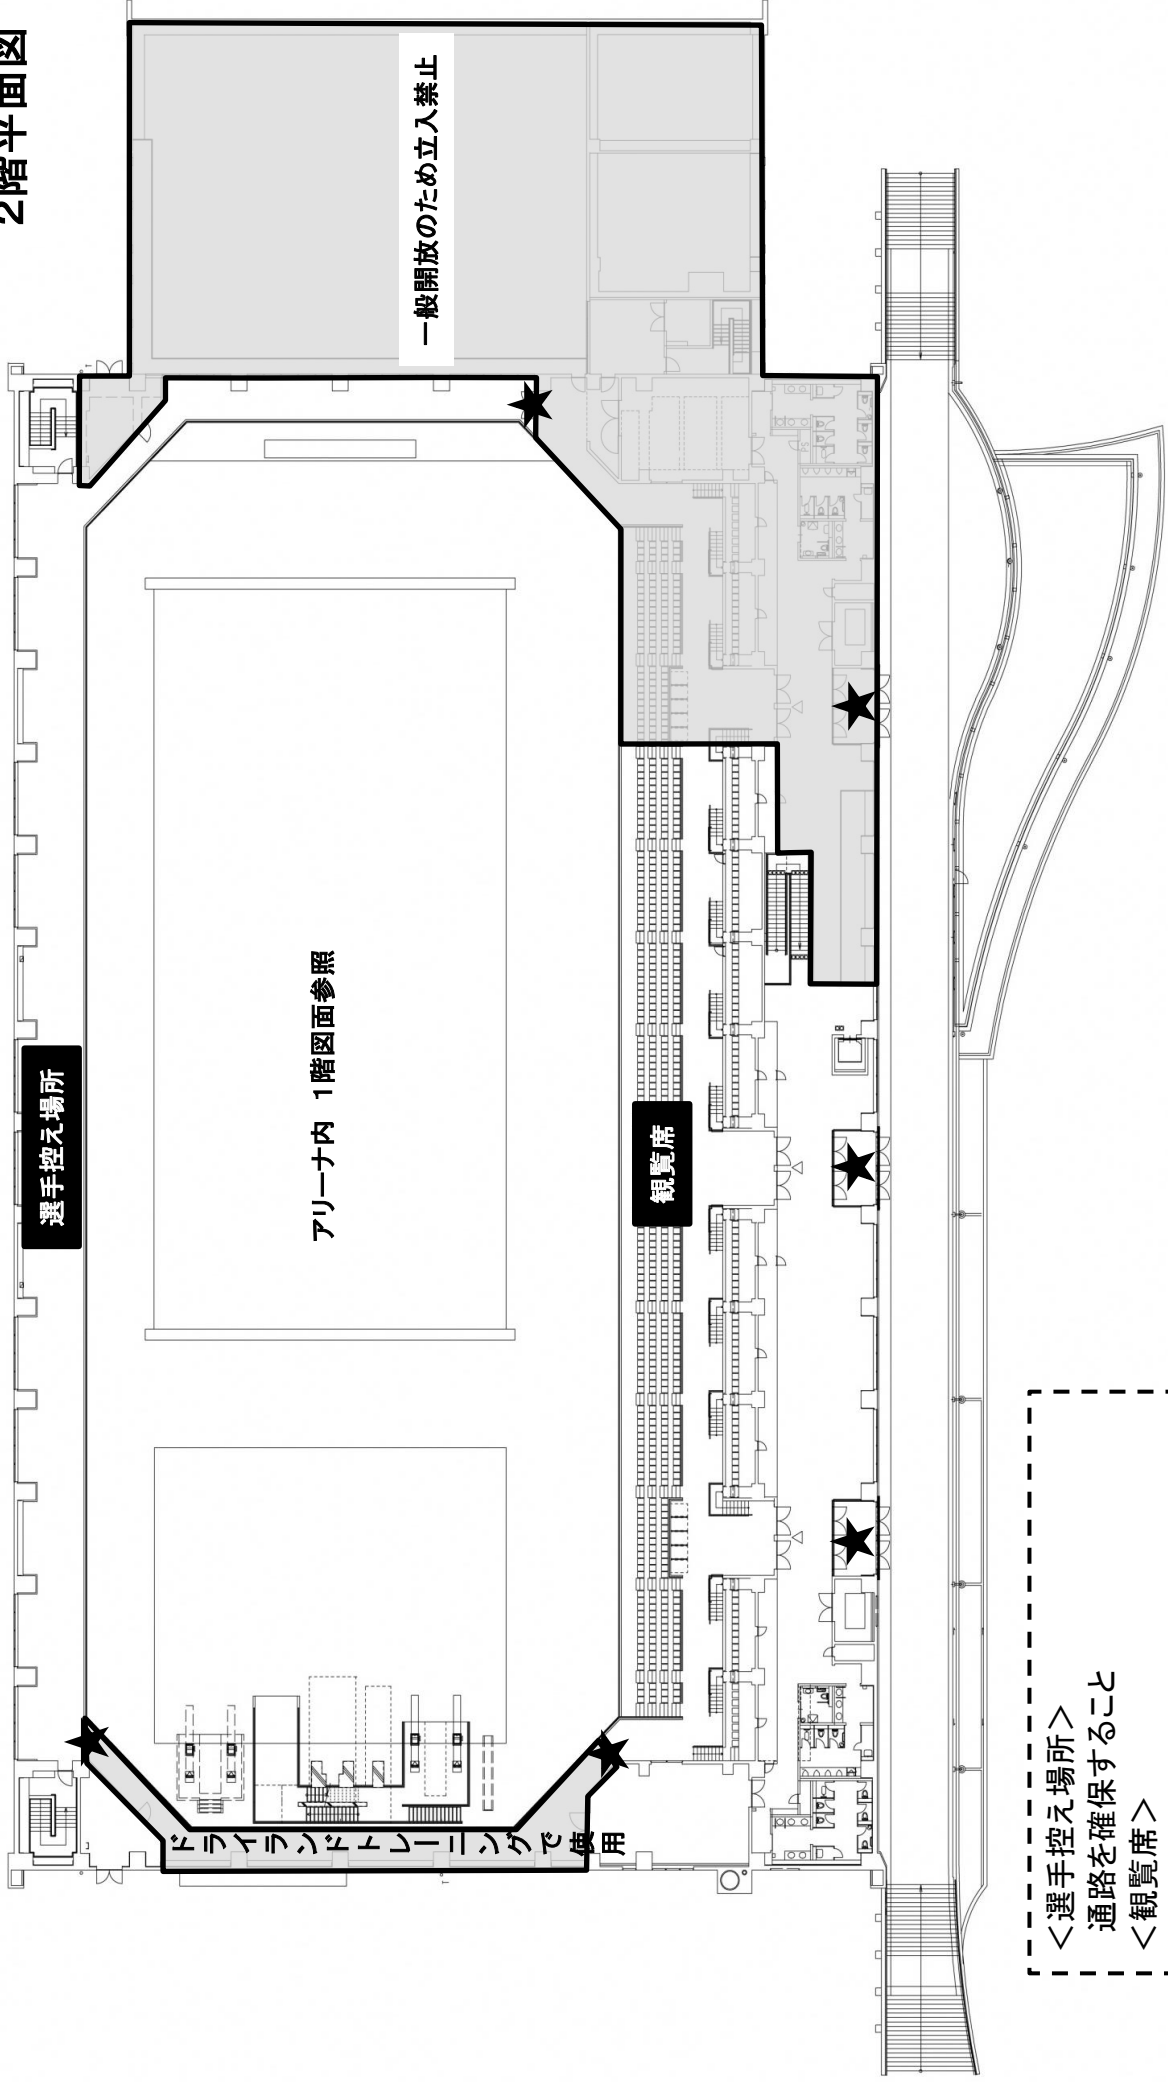 2階平面図
一般開放のため立入禁止
選手控え場所
アリーナ内 1階図面参照
観覧席
ドライランドトレーニングで使用
＜選手控え場所＞
通路を確保すること
＜観覧席＞